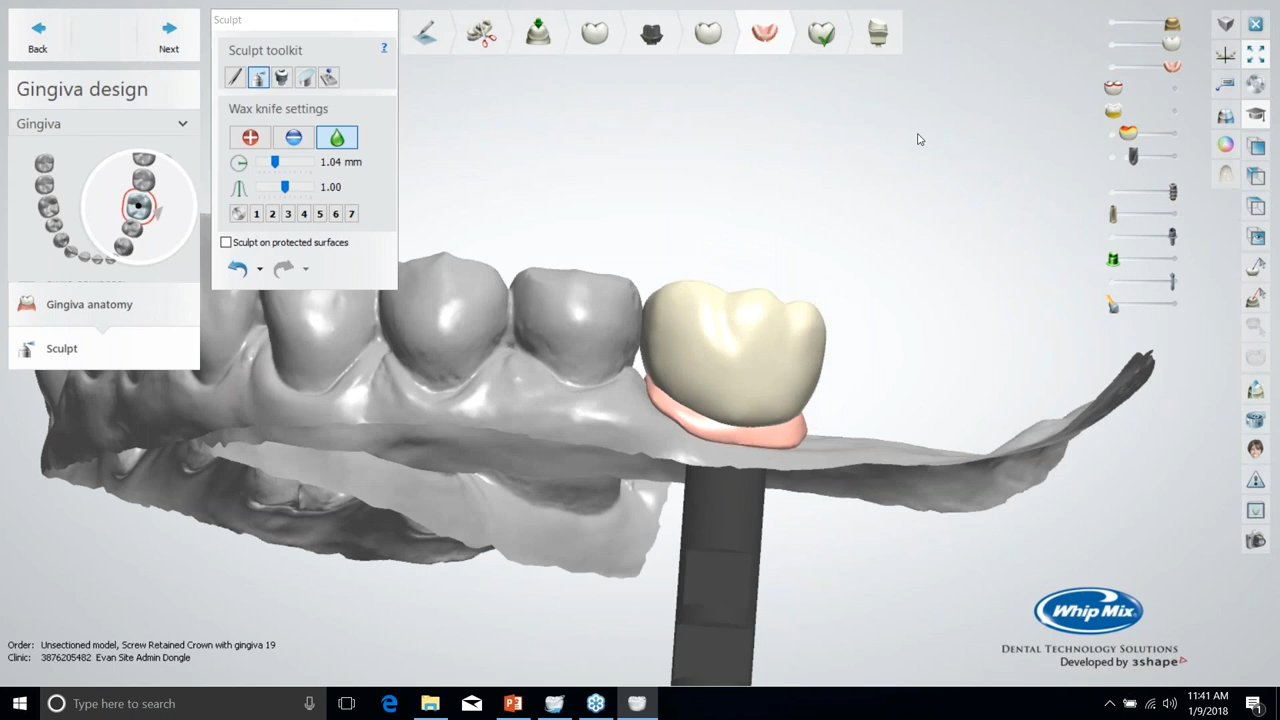 Back
Next
Gingiva design
Gingiva
Gingiva anatomy
Sculpt
Sculpt
Sculpt toolkit
?
Wax knife settings
1.04 mm
1.00
1 2 3 4 5 6 7
Sculpt on protected surfaces
Whip Mix
DENTAL TECHNOLOGY SOLUTIONS
Developed by 3shape
Order: Unsectioned model, Screw Retained Crown with gingiva 19
Clinic: 3876205482 Evan Site Admin Dongle
Type here to search
11:41 AM
1/9/2018
1